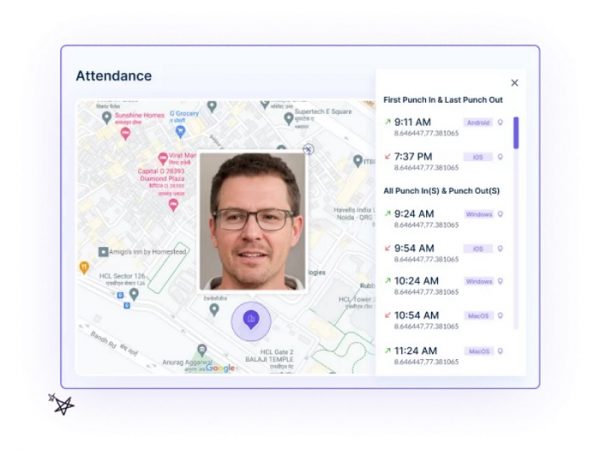 Attendance
Sunshine Homes
G Grocery
Supertech E Square
Capital O 28393
Diamond Plaza
Amigo's inn by Homestead
HCL Sector 126
Havells India L
Noida - QRG
HCL Tower
HCL Gate 2
BALAJI TEMPLE
Anurag Aggarwal
Google
First Punch In & Last Punch Out
9:11 AM Android
8.646447,77.381065
7:37 PM IOS
8.646447,77.381065
All Punch In(S) & Punch Out(S)
9:24 AM Windows
8.646447,77.381065
9:54 AM IOS
8.646447,77.381065
10:24 AM Windows
8.646447,77.381065
10:54 AM MacOS
8.646447,77.381065
11:24 AM MacOS
8.646447,77.381065